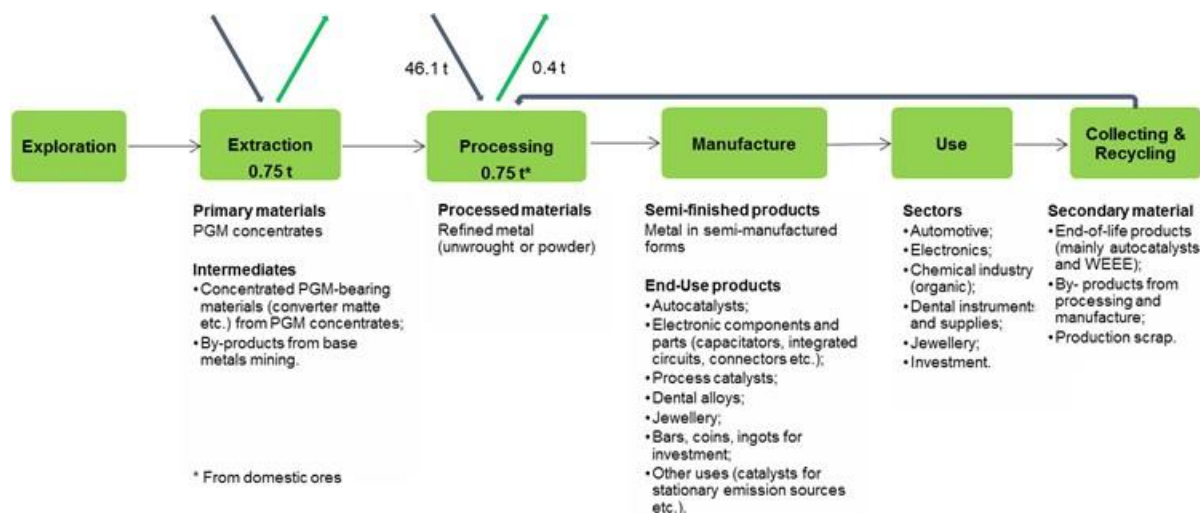 46.1 t
0.4 t
Exploration
Extraction
0.75 t
Processing
0.75 t*
Manufacture
Use
Collecting &
Recycling
Primary materials
PGM concentrates
Intermediates
•Concentrated PGM-bearing
materials (converter matte
etc.) from PGM concentrates;
•By-products from base
metals mining.
* From domestic ores
Processed materials
Refined metal
(unwrought or powder)
Semi-finished products
Metal in semi-manufactured
forms
End-Use products
•Autocatalysts;
•Electronic components and
parts (capacitators, integrated
circuits, connectors etc.);
•Process catalysts;
•Dental alloys;
•Jewellery;
•Bars, coins, ingots for
investment;
•Other uses (catalysts for
stationary emission sources
etc.).
Sectors
•Automotive;
•Electronics;
•Chemical industry
(organic);
•Dental instruments
and supplies;
•Jewellery;
•Investment.
Secondary material
•End-of-life products
(mainly autocatalysts
and WEEE);
•By- products from
processing and
manufacture;
•Production scrap.